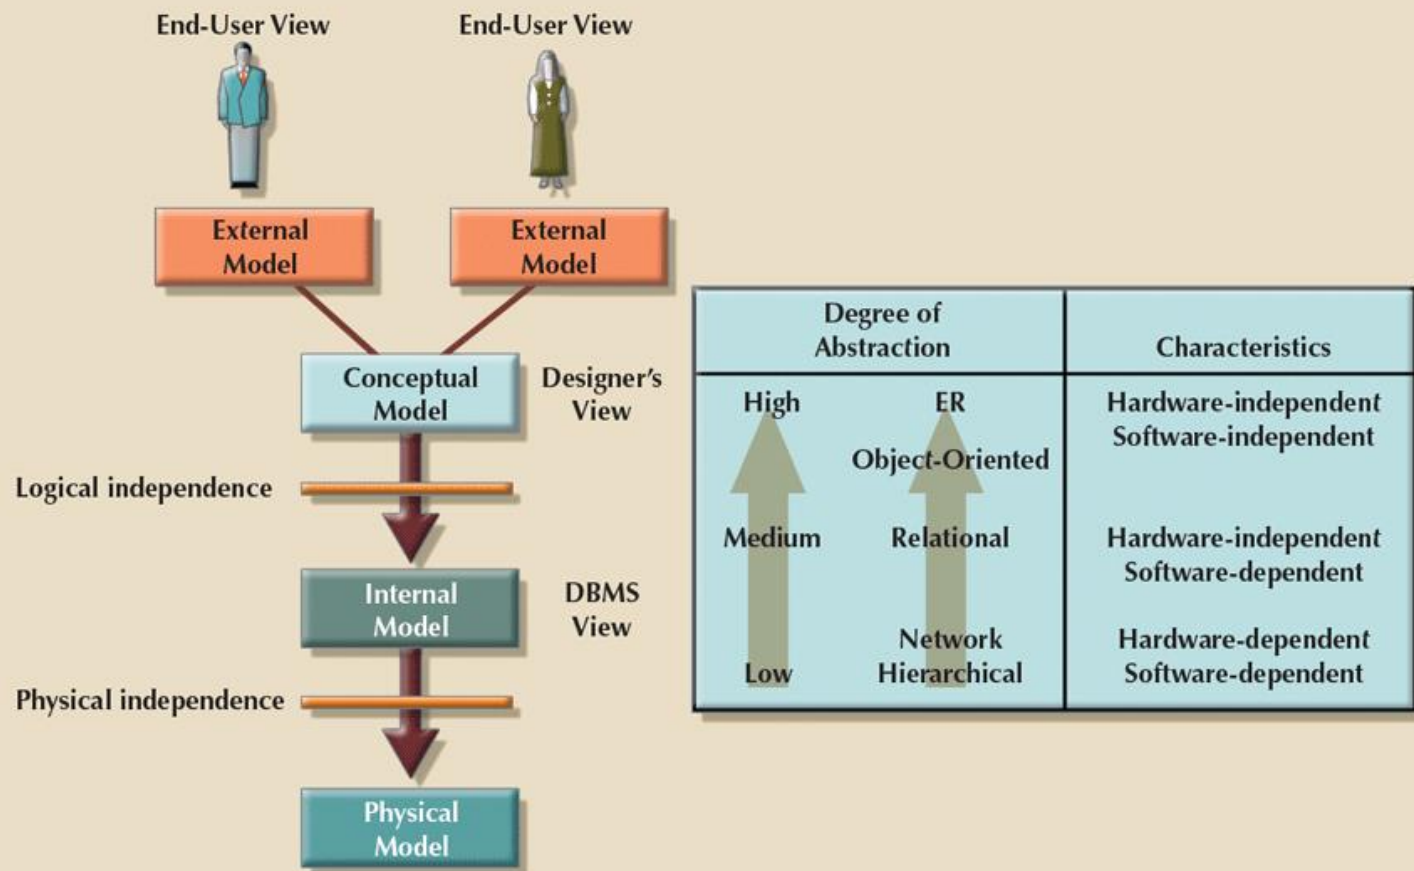 End-User View
End-User View
External
Model
External
Model
Conceptual
Model
Designer's
View
Logical independence
Internal
Model
DBMS
View
Physical independence
Physical
Model
Degree of
Abstraction
Characteristics
High
ER
Hardware-independent
Software-independent
Object-Oriented
Medium
Relational
Hardware-independent
Software-dependent
Low
Network
Hierarchical
Hardware-dependent
Software-dependent